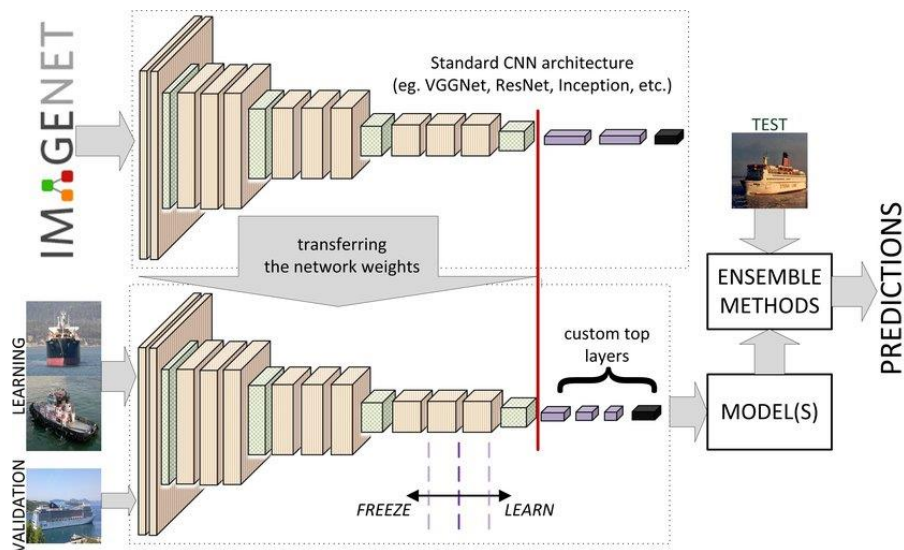 IMAGENET
Standard CNN architecture
(eg. VGGNet, ResNet, Inception, etc.)
TEST
transferring
the network weights
ENSEMBLE
METHODS
PREDICTIONS
LEARNING
custom top
layers
MODEL(S)
VALIDATION
FREEZE
LEARN